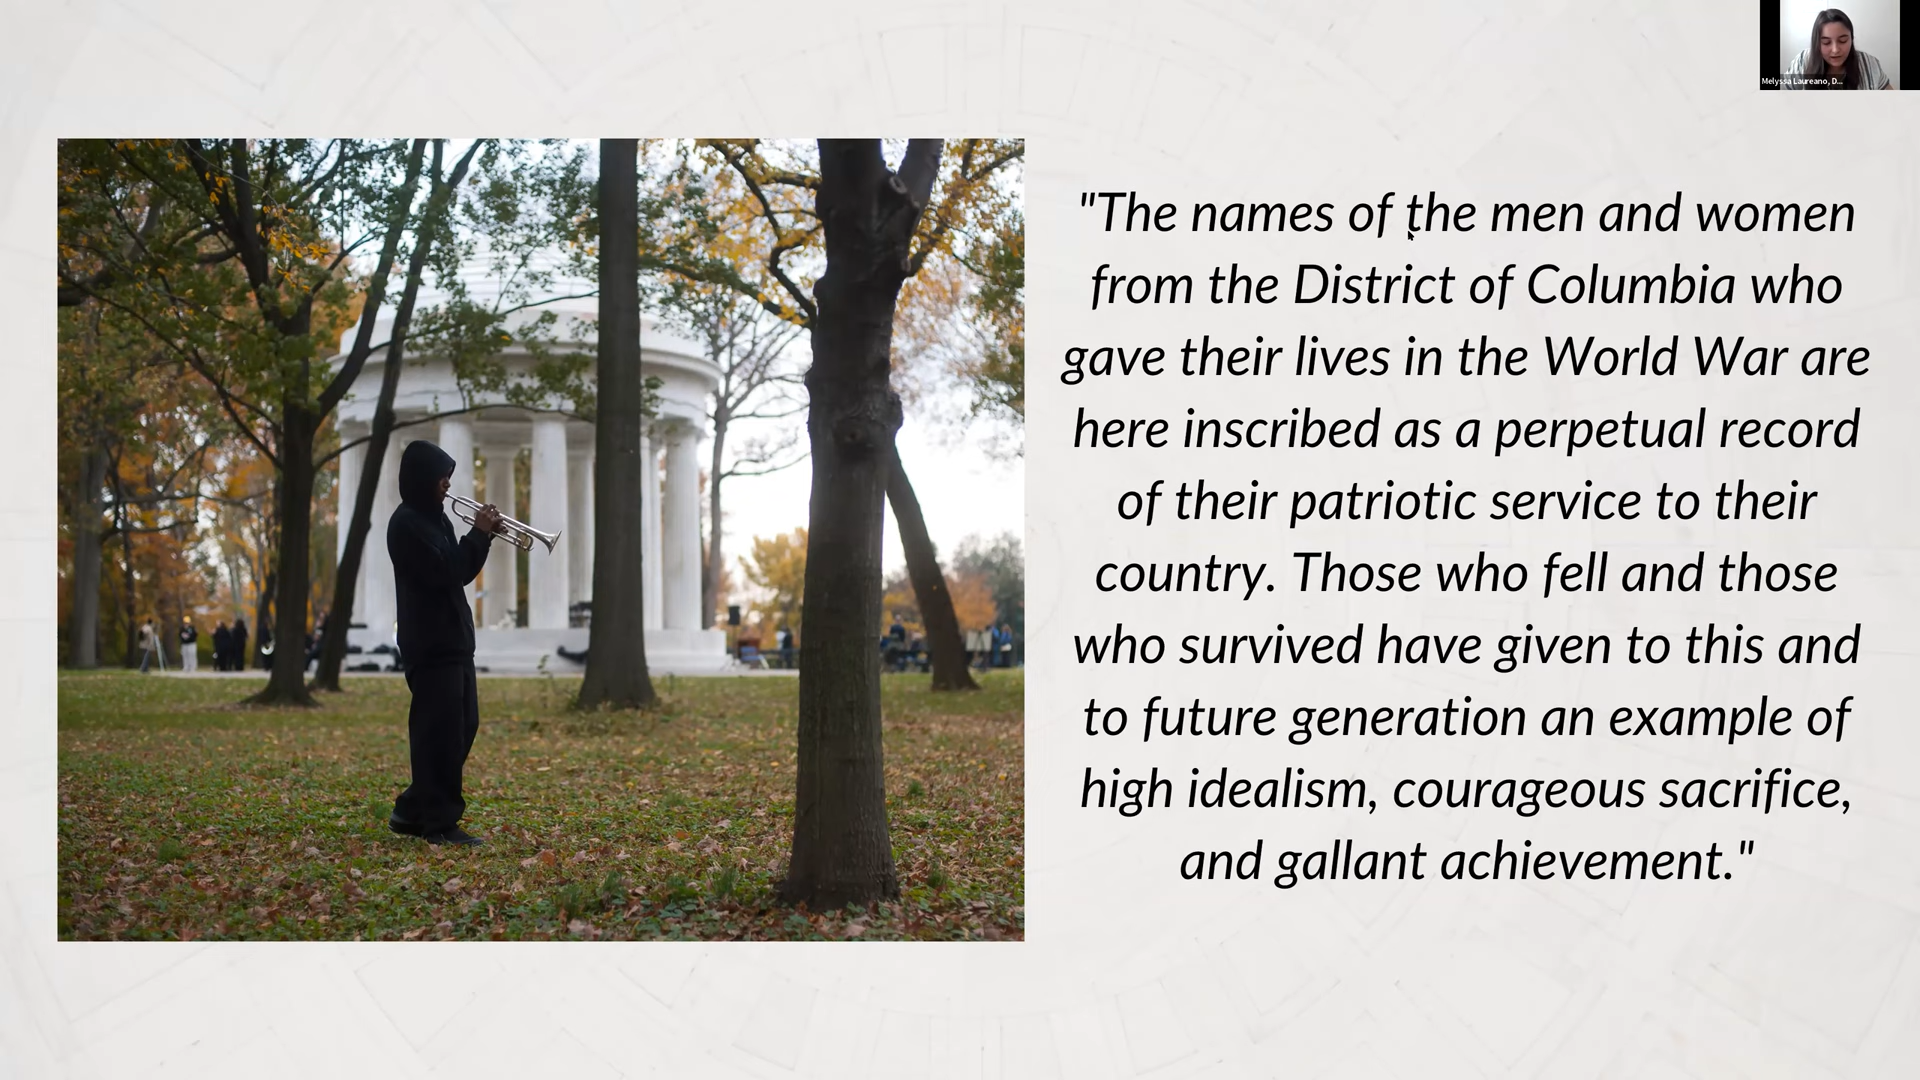 Melyssa Laureano, D...
"The names of the men and women
from the District of Columbia who
gave their lives in the World War are
here inscribed as a perpetual record
of their patriotic service to their
country. Those who fell and those
who survived have given to this and
to future generation an example of
high idealism, courageous sacrifice,
and gallant achievement."